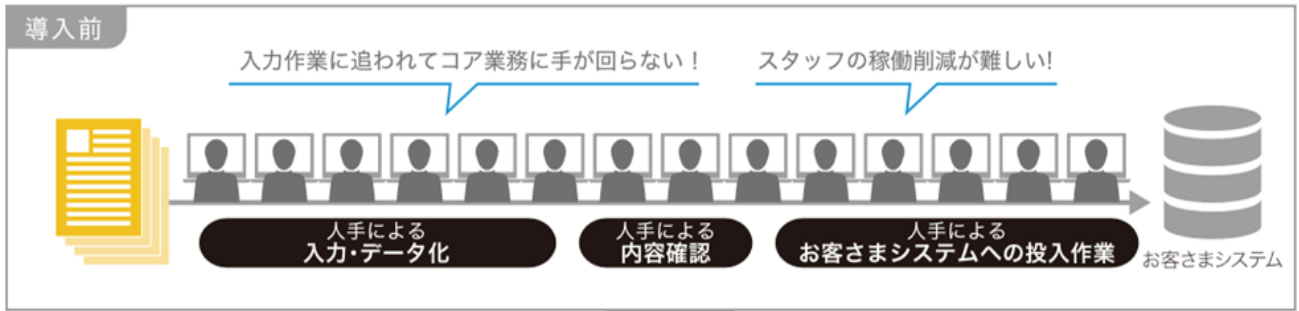 導入前
入力作業に追われてコア業務に手が回らない！
スタッフの稼働削減が難しい!
人手による
入力・データ化
人手による
内容確認
人手による
お客さまシステムへの投入作業
お客さまシステム